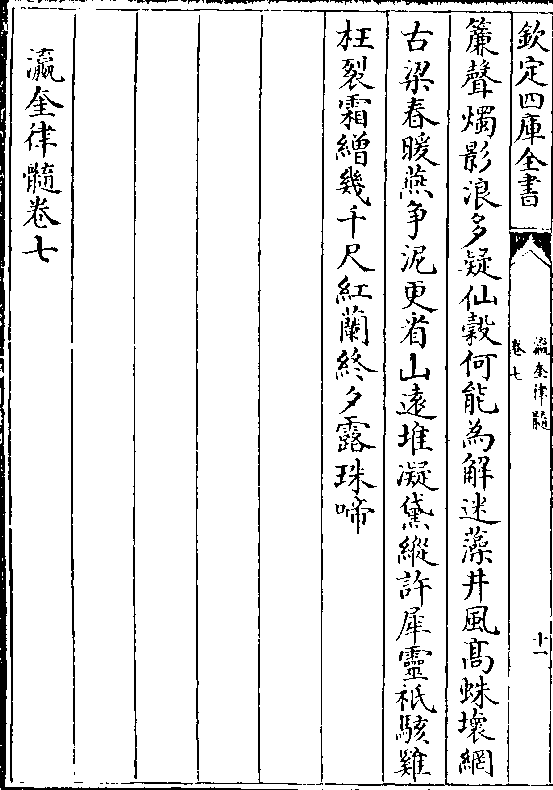 欽定四庫全書
瀛奎律髓
卷七
十一
簾聲燭影浪多疑仙縠何能為解迷藻井風髙蛛壞網
古梁春暖燕争泥更省山遠堆凝黛縱許犀靈祇駭雞
枉裂霜繒幾千尺紅蘭終夕露珠啼
瀛奎律髓卷七